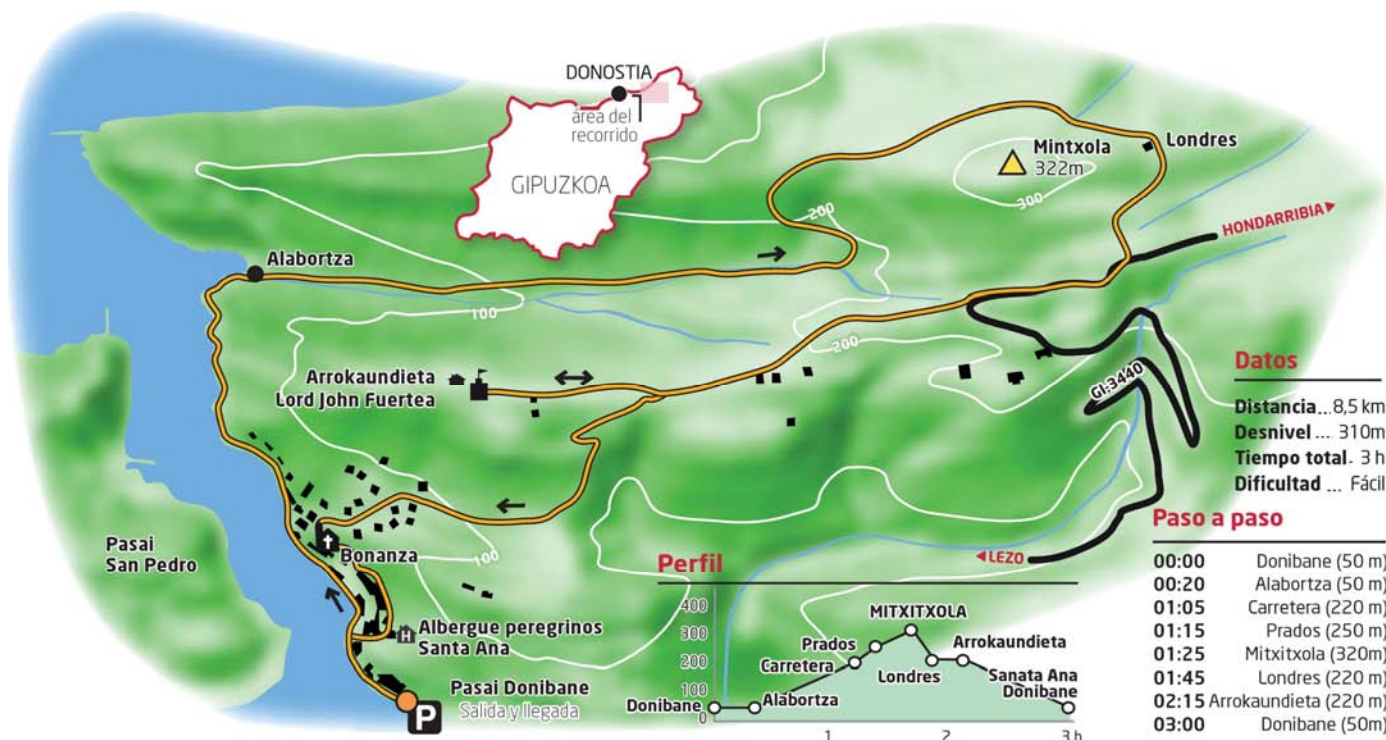 DONOSTIA
área del
recorrido
GIPUZKOA
Mintxola
322m
Londres
300
200
HONDARRIBIA
Alabortza
100
200
Arrokaundieta
Lord John Fuertea
GI-3440
Datos
Distancia...8,5 km
Desnivel .... 310m
Tiempo total. 3 h
Dificultad ... Fácil
Pasai
San Pedro
Bonanza
100
LEZO
Albergue peregrinos
Santa Ana
H
Pasai Donibane
Salida y llegada
P
Perfil
400
300
200
100
0
MITXITXOLA
Prados
Arrokaundieta
Carretera
Londres
Sanata Ana
Donibane
Donibane
Alabortza
1
2
3 h
Paso a paso
00:00 Donibane (50 m)
00:20 Alabortza (50 m)
01:05 Carretera (220 m)
01:15 Prados (250 m)
01:25 Mitxitxola (320m)
01:45 Londres (220 m)
02:15 Arrokaundieta (220 m)
03:00 Donibane (50m)